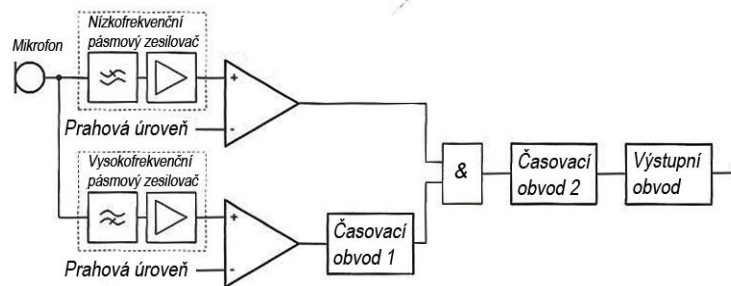 Nízkofrekvenční
pásmový zesilovač
Mikrofon
+
Prahová úroveň
-
Vysokofrekvenční
pásmový zesilovač
+
Prahová úroveň
-
Časovací
obvod 1
&
Časovací
obvod 2
Výstupní
obvod